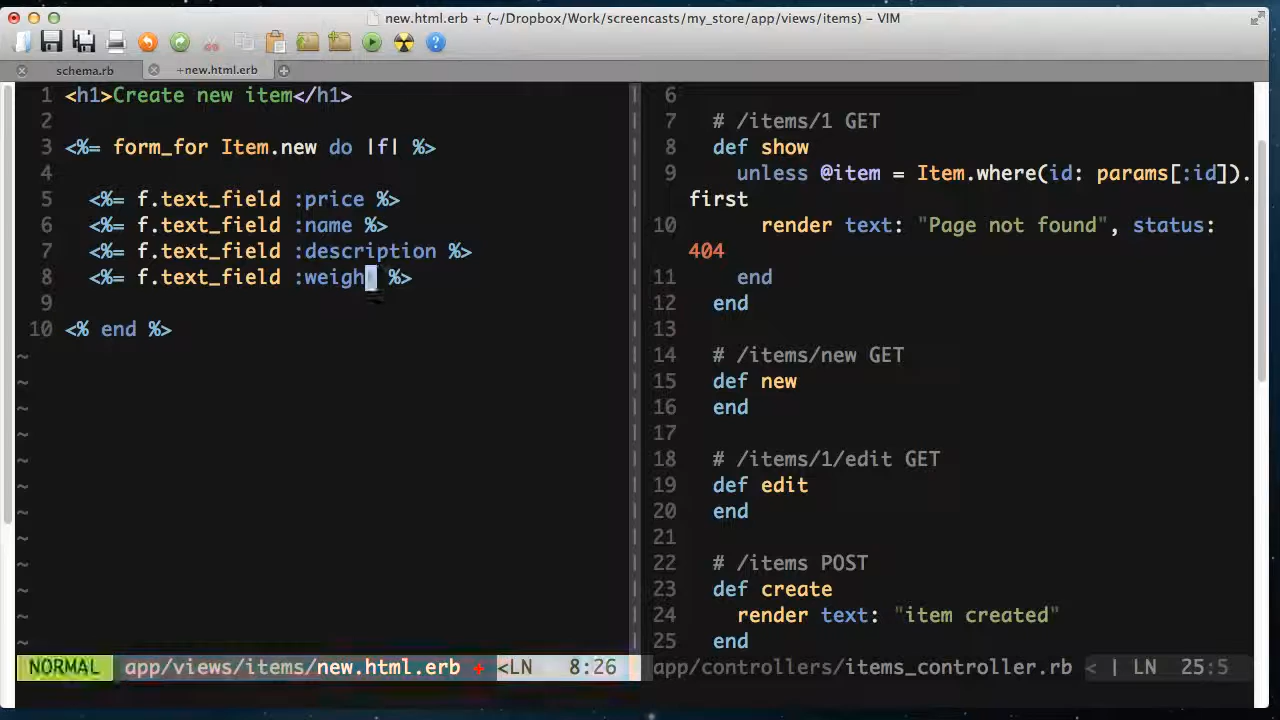 new.html.erb + (~/Dropbox/Work/screencasts/my_store/app/views/items) – VIM
schema.rb
+new.html.erb
1 <h1>Create new item</h1>
2
3 <%= form_for Item.new do |f| %>
4
5 <%= f.text_field :price %>
6 <%= f.text_field :name %>
7 <%= f.text_field :description %>
8 <%= f.text_field :weight %>
9
10 <% end %>
~
~
~
~
~
~
~
~
~
~
~
~
NORMAL app/views/items/new.html.erb + <LN 8:26
6
7 # /items/1 GET
8 def show
9 unless @item = Item.where(id: params[:id]).
first
10 render text: "Page not found", status:
404
11 end
12 end
13
14 # /items/new GET
15 def new
16 end
17
18 # /items/1/edit GET
19 def edit
20 end
21
22 # /items POST
23 def create
24 render text: "item created"
25 end
app/controllers/items_controller.rb < | LN 25:5